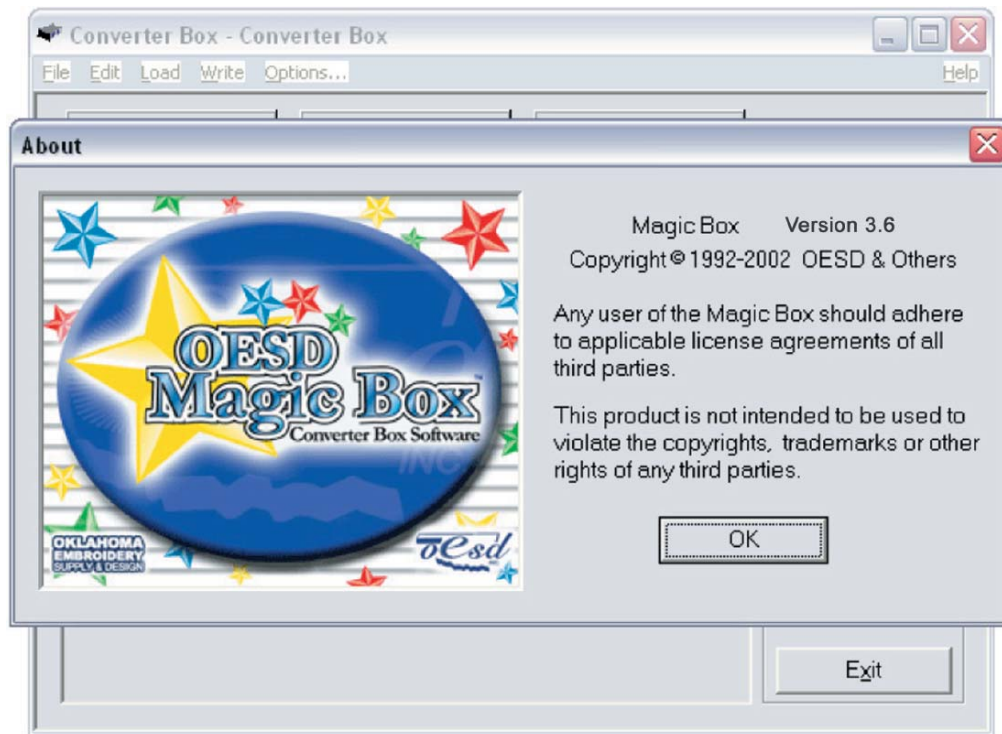 Converter Box - Converter Box
File Edit Load Write Options... Help
About
OESD
Magic Box™
Converter Box Software
INC
OKLAHOMA
EMBROIDERY
SUPPLY & DESIGN
oesd
Magic Box Version 3.6
Copyright © 1992-2002 OESD & Others
Any user of the Magic Box should adhere
to applicable license agreements of all
third parties.
This product is not intended to be used to
violate the copyrights, trademarks or other
rights of any third parties.
OK
Exit